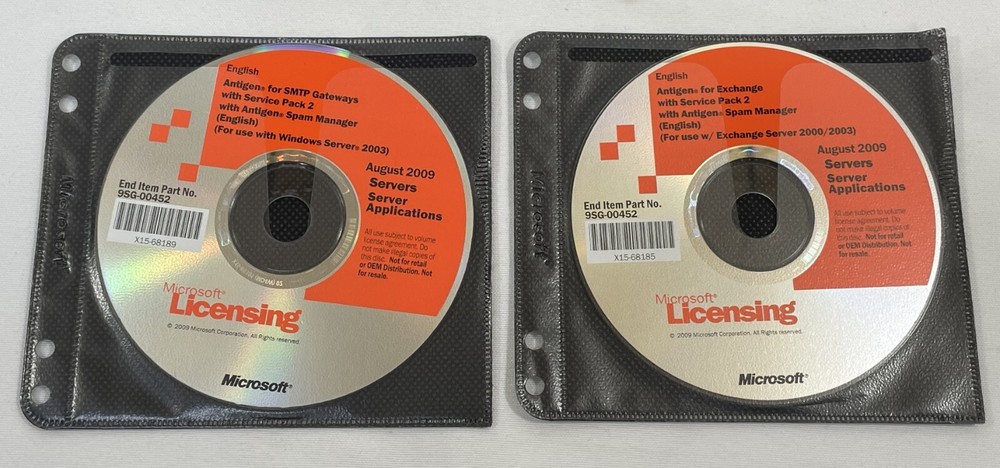 English
Antigen® for SMTP Gateways
with Service Pack 2
with Antigen® Spam Manager
(English)
(For use with Windows Server® 2003)
August 2009
Servers
Server
Applications
End Item Part No.
9SG-00452
X15-68189
All use subject to volume
license agreement. Do
not make illegal copies of
this disc. Not for retail
or OEM Distribution. Not
for resale.
Microsoft®
Licensing
© 2009 Microsoft Corporation. All Rights reserved.
Microsoft®
Microsoft
English
Antigen® for Exchange
with Service Pack 2
with Antigen® Spam Manager
(English)
(For use w/ Exchange Server 2000/2003)
August 2009
Servers
Server
Applications
End Item Part No.
9SG-00452
X15-68185
All use subject to volume
license agreement. Do
not make illegal copies of
this disc. Not for retail
or OEM Distribution. Not
for resale.
Microsoft®
Licensing
© 2009 Microsoft Corporation. All Rights reserved.
Microsoft®
Microsoft